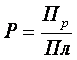 P = Пр / Пл